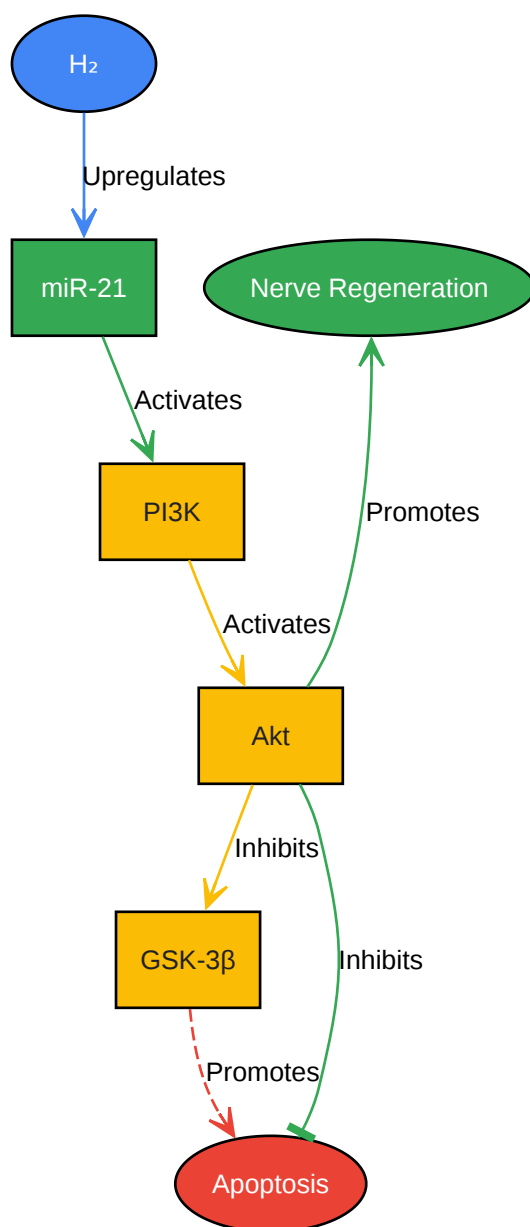 H₂
Upregulates
miR-21
Nerve Regeneration
Activates
PI3K
Promotes
Activates
Akt
Inhibits
GSK-3β
Inhibits
Promotes
Apoptosis